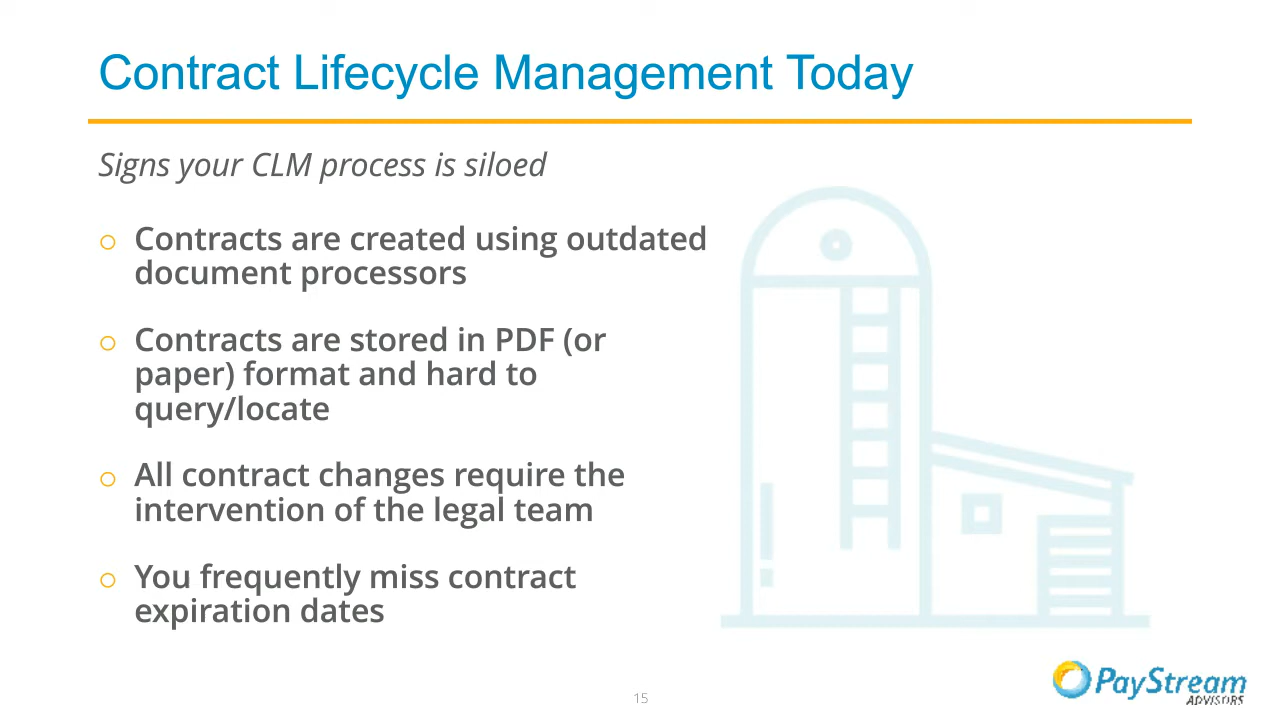 Contract Lifecycle Management Today
Signs your CLM process is siloed
Contracts are created using outdated
document processors
Contracts are stored in PDF (or
paper) format and hard to
query/locate
All contract changes require the
intervention of the legal team
You frequently miss contract
expiration dates
15
PayStream
ADVISORS